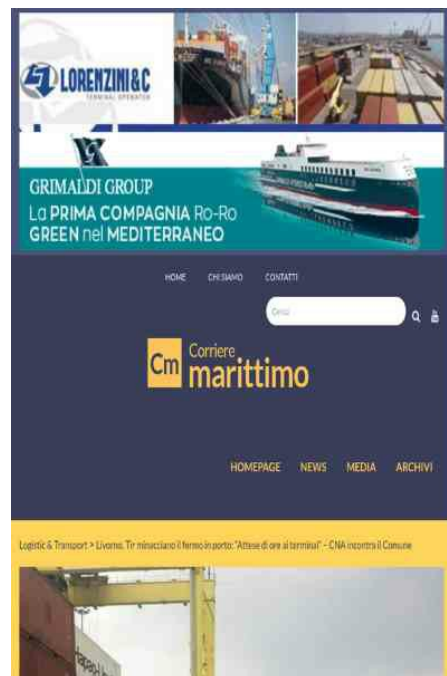 LORENZINI & C
TERMINAL OPERATOR
GRIMALDI GROUP
La PRIMA COMPAGNIA Ro-Ro
GREEN nel MEDITERRANEO
HOME CHI SIAMO CONTATTI
Cerca
Cm Corriere
marittimo
HOMEPAGE NEWS MEDIA ARCHIVI
Logistic & Transport > Livorno, Tir minacciano il fermo in porto: "Attese di ore ai terminal" – CNA incontra il Comune